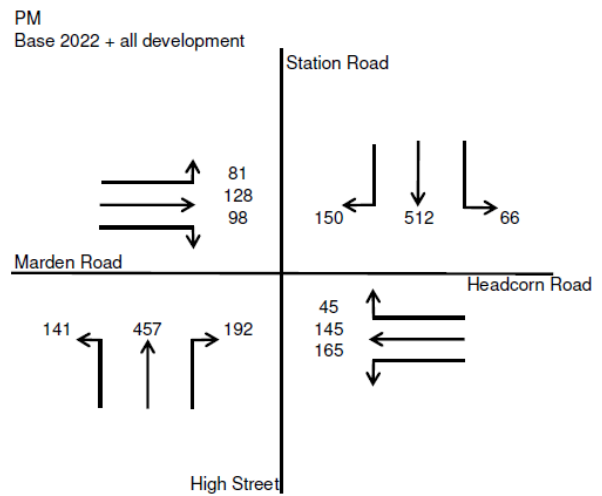 PM
Base 2022 + all development
Station Road
81
128
98
150 512 66
Marden Road
Headcorn Road
45
145
165
141 457 192
High Street